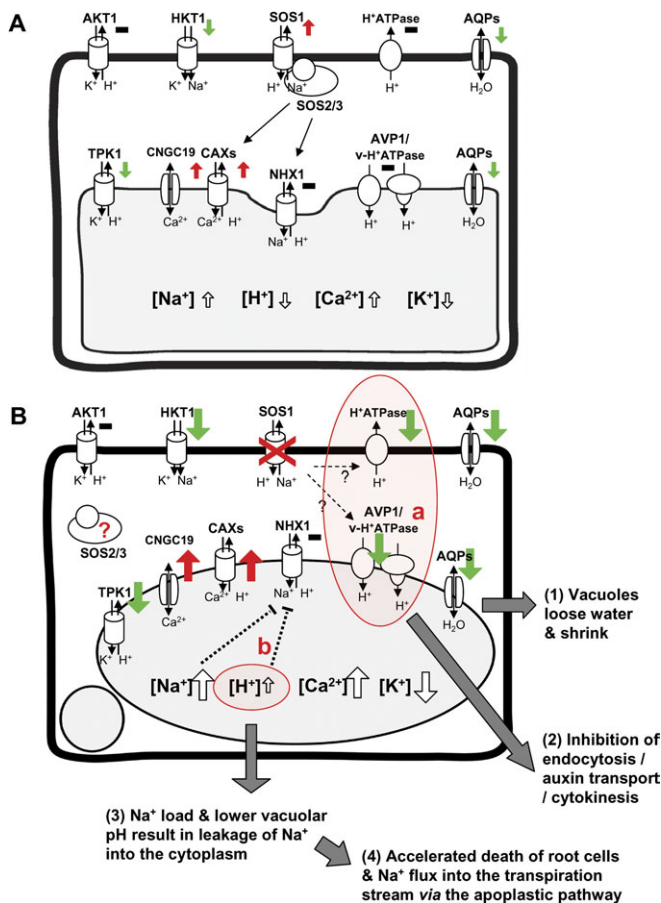 A
AKT1
HKT1
SOS1
H⁺ATPase
AQPs
K⁺ H⁺
K⁺ Na⁺
H⁺ Na⁺
H⁺
H₂O
SOS2/3
TPK1
CNGC19
CAXs
NHX1
AVP1/
v-H⁺ATPase
AQPs
K⁺ H⁺
Ca²⁺
Ca²⁺ H⁺
Na⁺ H⁺
H⁺
H⁺
H₂O
[Na⁺] [H⁺] [Ca²⁺] [K⁺]
B
AKT1
HKT1
SOS1
H⁺ATPase
AQPs
K⁺ H⁺
K⁺ Na⁺
H⁺ Na⁺
?
H⁺
H₂O
?
?
SOS2/3
CNGC19
CAXs
NHX1
AVP1/
v-H⁺ATPase
a
AQPs
TPK1
Ca²⁺
Ca²⁺ H⁺
Na⁺ H⁺
H⁺
H⁺
H₂O
K⁺ H⁺
b
[Na⁺] [H⁺] [Ca²⁺] [K⁺]
(1) Vacuoles
loose water
& shrink
(2) Inhibition of
endocytosis /
auxin transport
/ cytokinesis
(3) Na⁺ load & lower vacuolar
pH result in leakage of Na⁺
into the cytoplasm
(4) Accelerated death of root cells
& Na⁺ flux into the transpiration
stream via the apoplastic pathway